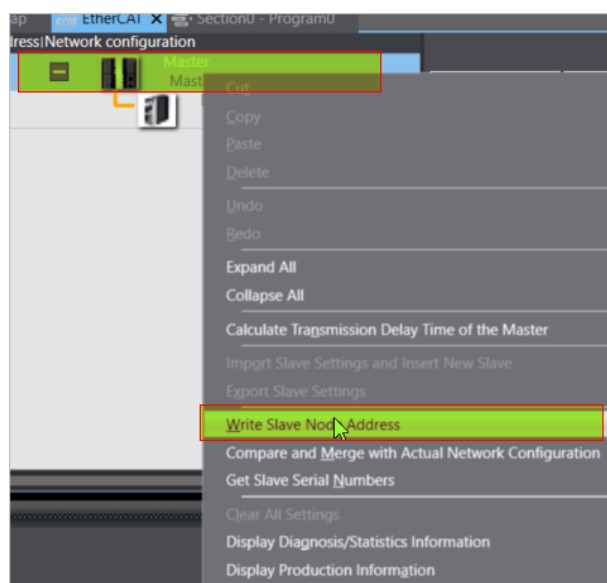 ap EtherCAT × Section0 - Program0
dress|Network configuration
Master
Mast
Cut
Copy
Paste
Delete
Undo
Redo
Expand All
Collapse All
Calculate Transmission Delay Time of the Master
Import Slave Settings and Insert New Slave
Export Slave Settings
Write Slave Node Address
Compare and Merge with Actual Network Configuration
Get Slave Serial Numbers
Clear All Settings
Display Diagnosis/Statistics Information
Display Production Information